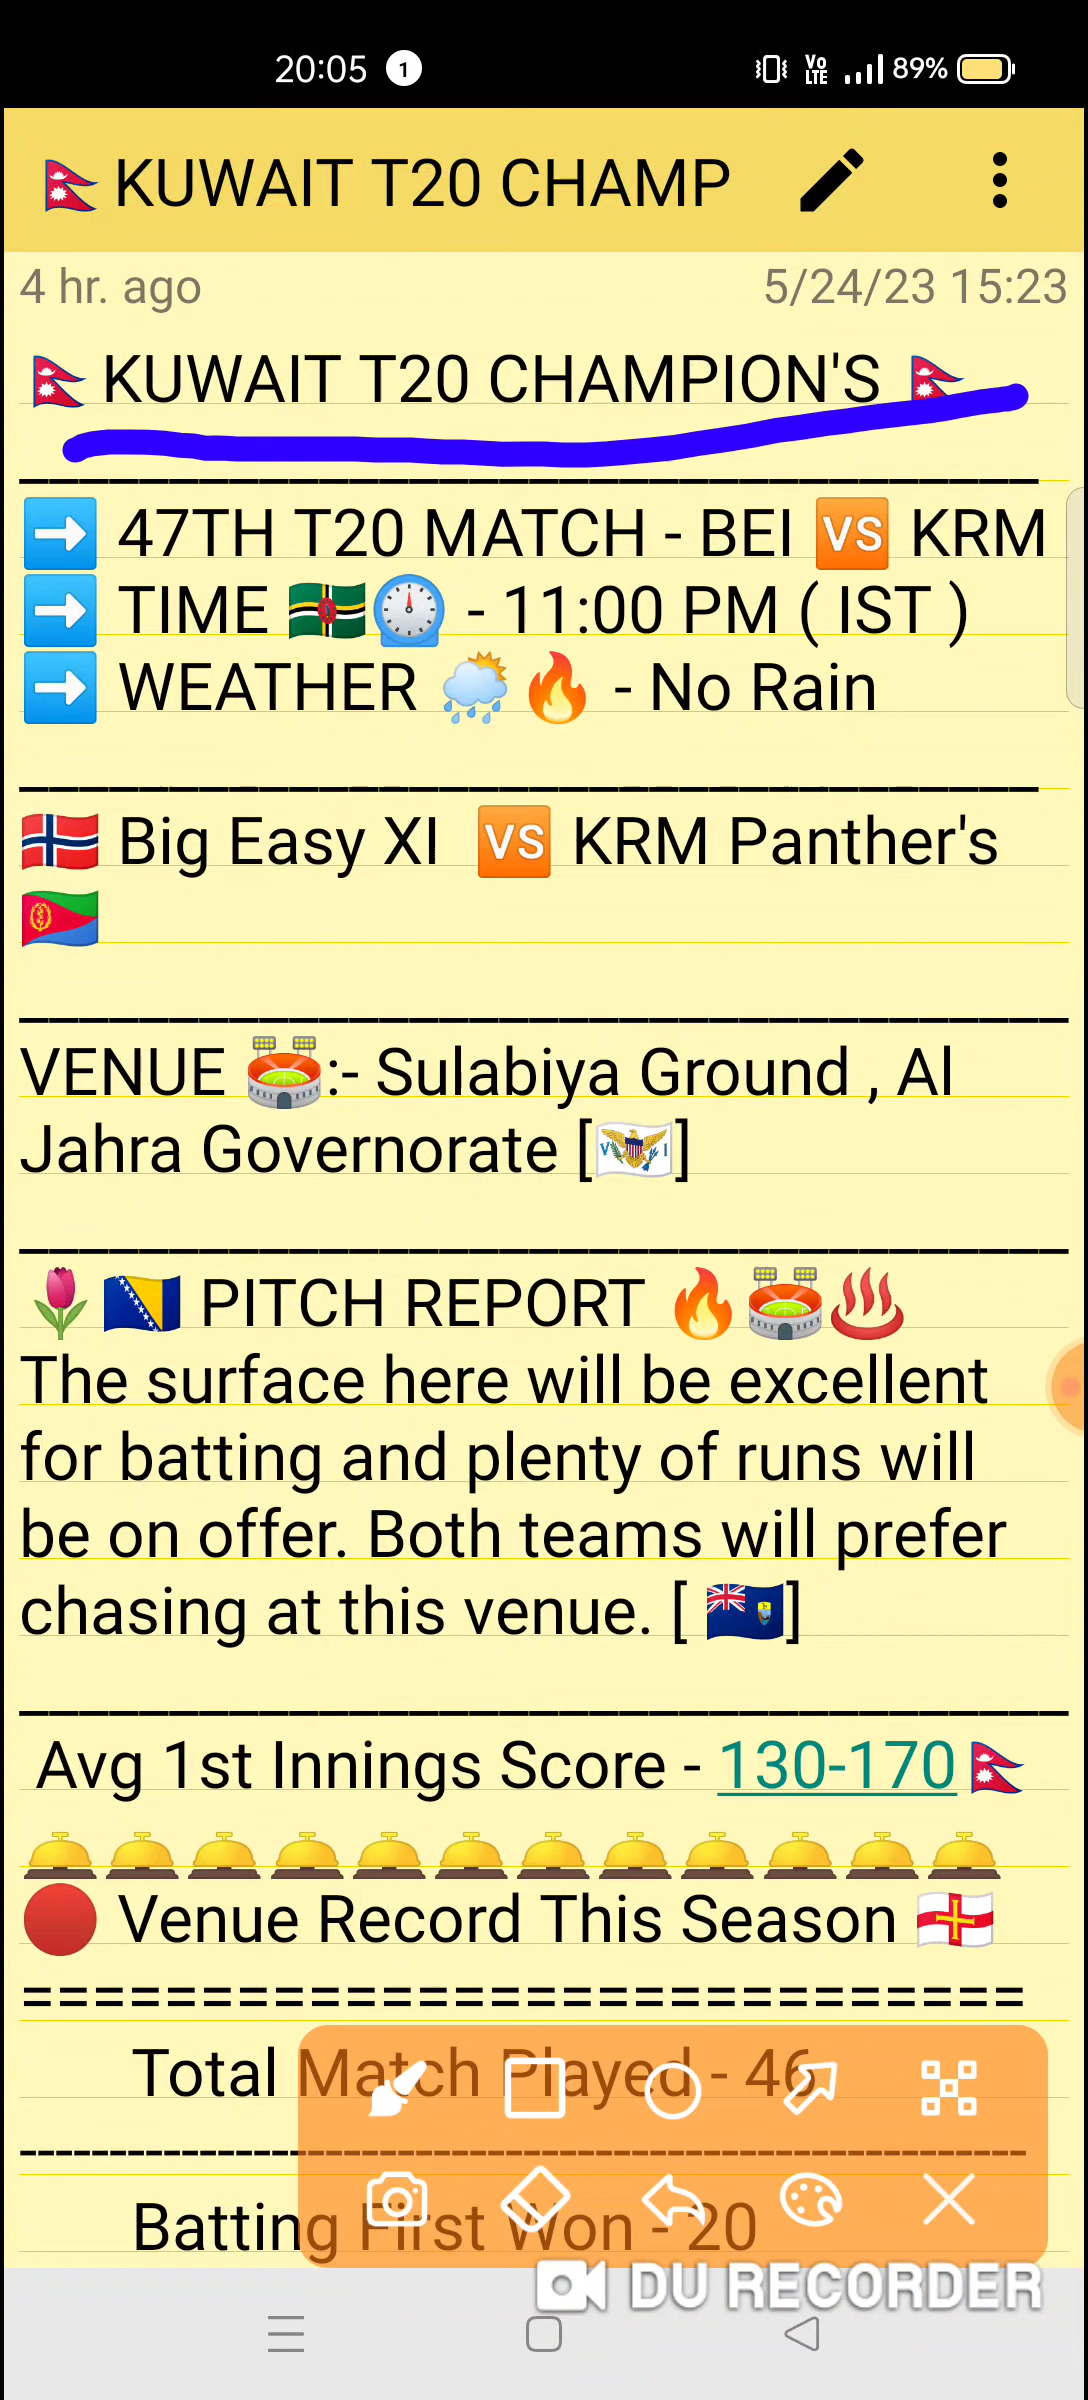 20:05 1 Vo LTE 89%
KUWAIT T20 CHAMP
4 hr. ago 5/24/23 15:23
🇳🇵 KUWAIT T20 CHAMPION'S 🇳🇵
➡️ 47TH T20 MATCH - BEI 🆚 KRM
➡️ TIME 🇩🇲⏲️ - 11:00 PM ( IST )
➡️ WEATHER 🌦️🔥 - No Rain
🇳🇴 Big Easy XI 🆚 KRM Panther's
🇪🇷
VENUE 🏟️:- Sulabiya Ground , Al
Jahra Governorate [🇻🇮]
🌷🇧🇦 PITCH REPORT 🔥🏟️♨️
The surface here will be excellent
for batting and plenty of runs will
be on offer. Both teams will prefer
chasing at this venue. [ 🇸🇭]
Avg 1st Innings Score - 130-170🇳🇵
🛎️🛎️🛎️🛎️🛎️🛎️🛎️🛎️🛎️🛎️🛎️🛎️
🔴 Venue Record This Season 🇬🇬
============================
Total Match Played - 46
Batting First Won - 20
DU RECORDER